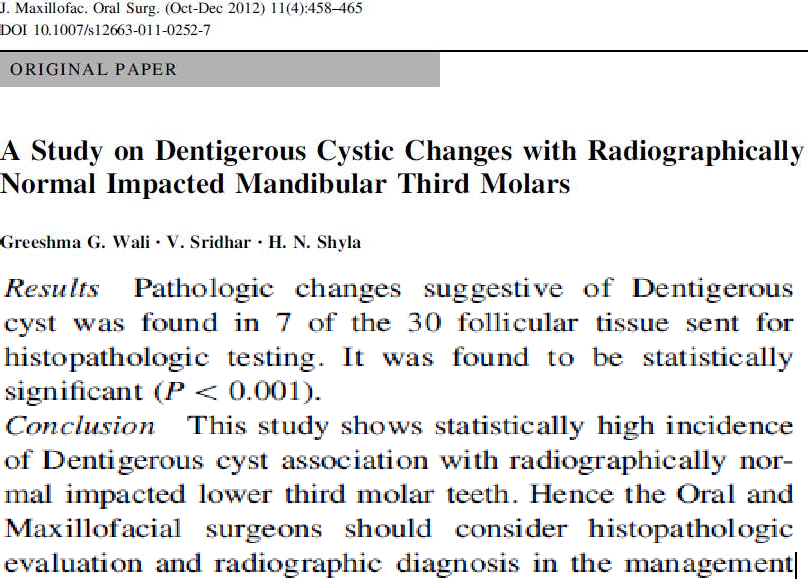 J. Maxillofac. Oral Surg. (Oct-Dec 2012) 11(4):458–465
DOI 10.1007/s12663-011-0252-7
ORIGINAL PAPER
A Study on Dentigerous Cystic Changes with Radiographically
Normal Impacted Mandibular Third Molars
Greeshma G. Wali · V. Sridhar · H. N. Shyla
Results Pathologic changes suggestive of Dentigerous
cyst was found in 7 of the 30 follicular tissue sent for
histopathologic testing. It was found to be statistically
significant (P < 0.001).
Conclusion This study shows statistically high incidence
of Dentigerous cyst association with radiographically nor-
mal impacted lower third molar teeth. Hence the Oral and
Maxillofacial surgeons should consider histopathologic
evaluation and radiographic diagnosis in the management